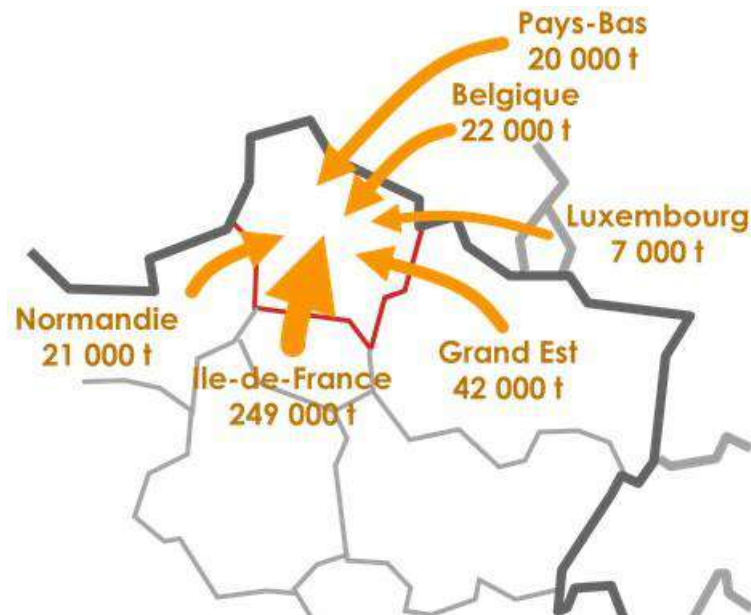 Pays-Bas
20 000 t
Belgique
22 000 t
Luxembourg
7 000 t
Normandie
21 000 t
Ile-de-France
249 000 t
Grand Est
42 000 t